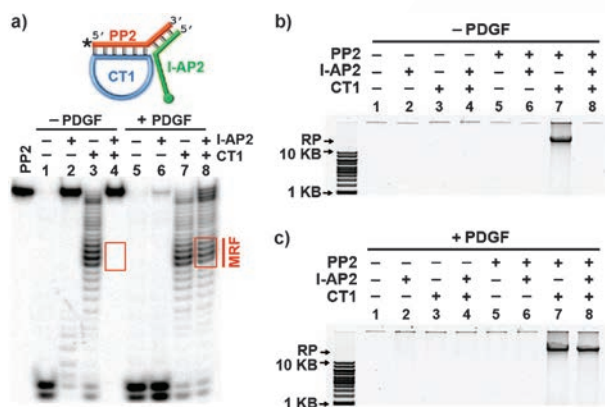 a)
3′
5′ PP2 5′
*
I-AP2
CT1
– PDGF + PDGF
– + – + – + – + I-AP2
– – + + – – + + CT1
PP2 1 2 3 4 5 6 7 8
MRF
b)
– PDGF
PP2 – – – – + + + +
I-AP2 – + – + – + – +
CT1 – – + + – – + +
1 2 3 4 5 6 7 8
RP
10 KB
1 KB
c)
+ PDGF
PP2 – – – – + + + +
I-AP2 – + – + – + – +
CT1 – – + + – – + +
1 2 3 4 5 6 7 8
RP
10 KB
1 KB